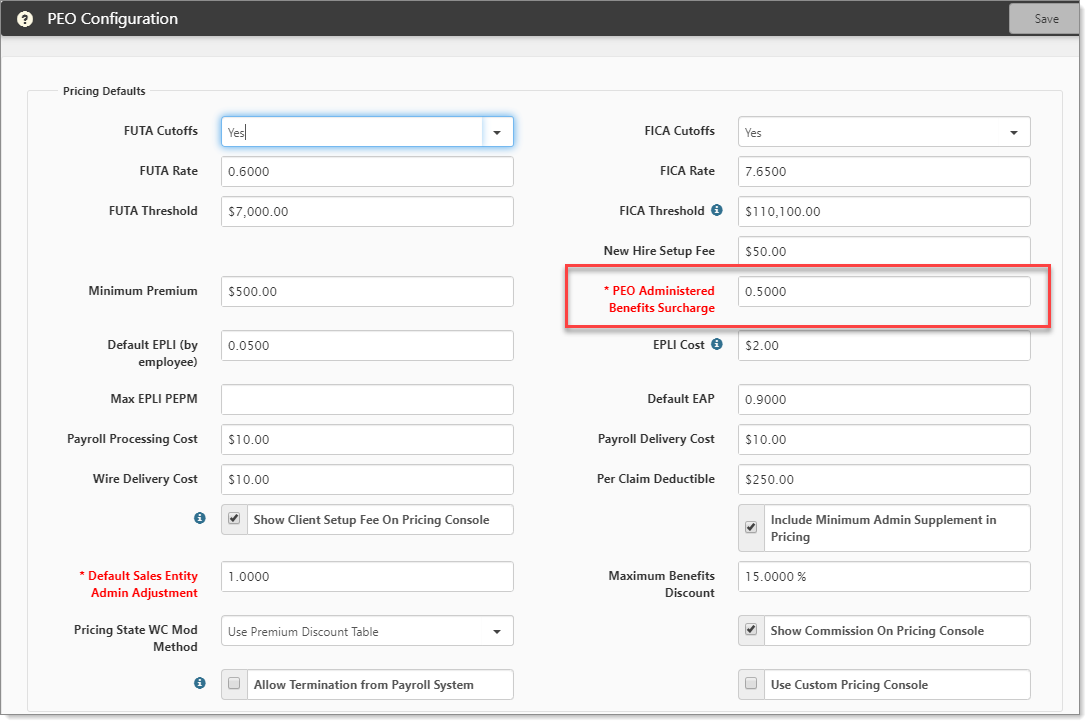 ? PEO Configuration Save
Pricing Defaults
FUTA Cutoffs Yes FICA Cutoffs Yes
FUTA Rate 0.6000 FICA Rate 7.6500
FUTA Threshold $7,000.00 FICA Threshold i $110,100.00
New Hire Setup Fee $50.00
Minimum Premium $500.00 * PEO Administered 0.5000
Benefits Surcharge
Default EPLI (by 0.0500 EPLI Cost i $2.00
employee)
Max EPLI PEPM Default EAP 0.9000
Payroll Processing Cost $10.00 Payroll Delivery Cost $10.00
Wire Delivery Cost $10.00 Per Claim Deductible $250.00
i Show Client Setup Fee On Pricing Console Include Minimum Admin Supplement in
Pricing
* Default Sales Entity 1.0000 Maximum Benefits 15.0000 %
Admin Adjustment Discount
Pricing State WC Mod Use Premium Discount Table Show Commission On Pricing Console
Method
i Allow Termination from Payroll System Use Custom Pricing Console